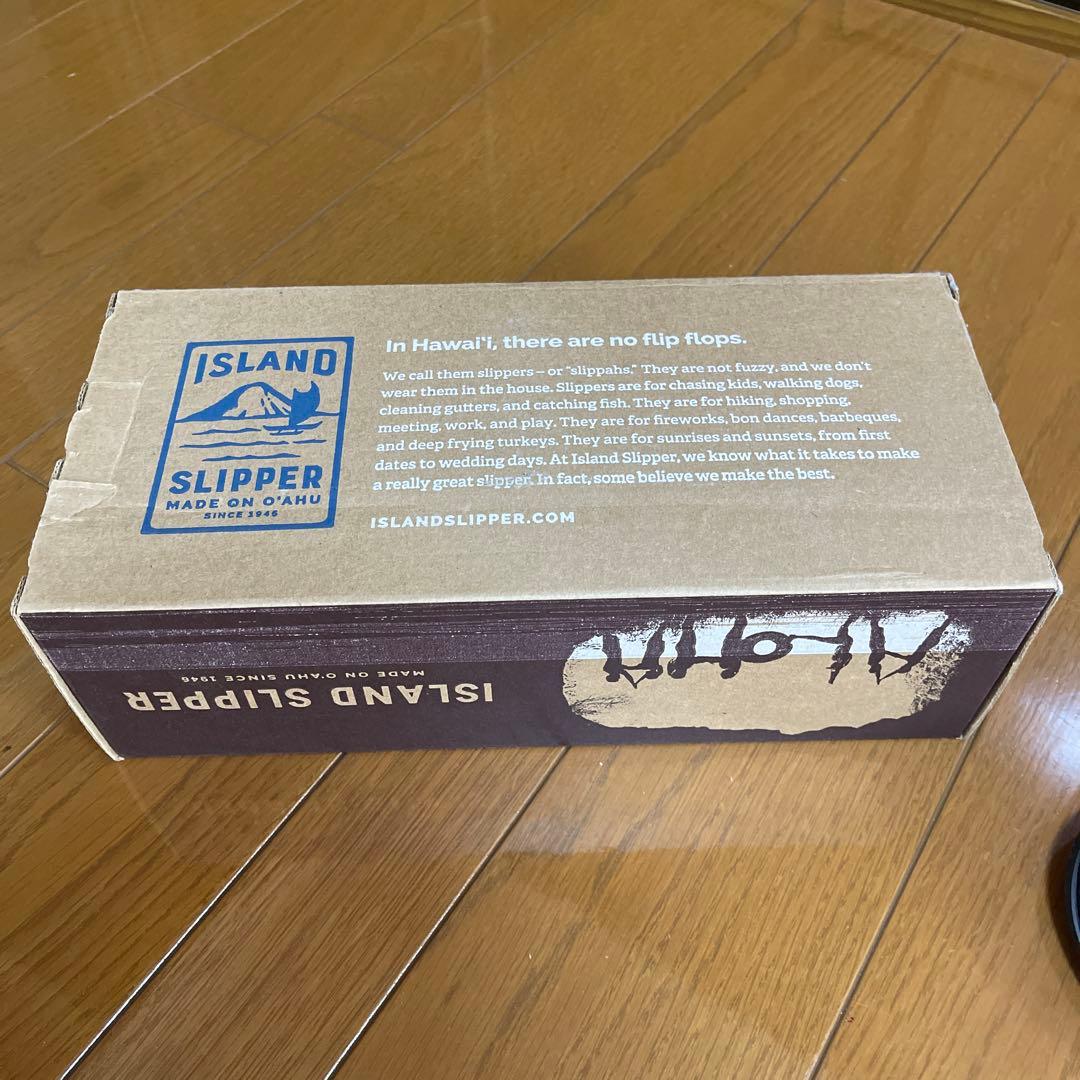 ISLAND
SLIPPER
MADE ON O'AHU
SINCE 1946
In Hawai'i, there are no flip flops.
We call them slippers – or "slippahs." They are not fuzzy, and we don't
wear them in the house. Slippers are for chasing kids, walking dogs,
cleaning gutters, and catching fish. They are for hiking, shopping,
meeting, work, and play. They are for fireworks, bon dances, barbeques,
and deep frying turkeys. They are for sunrises and sunsets, from first
dates to wedding days. At Island Slipper, we know what it takes to make
a really great slipper. In fact, some believe we make the best.
ISLANDSLIPPER.COM
ISLAND SLIPPER
MADE ON O'AHU SINCE 1946